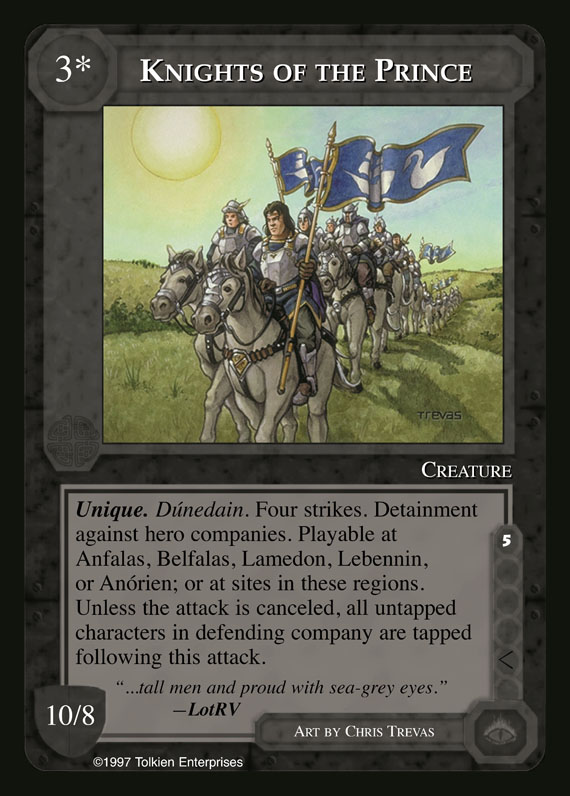 3*
Knights of the Prince
Trevas
Creature
Unique. Dúnedain. Four strikes. Detainment
against hero companies. Playable at
Anfalas, Belfalas, Lamedon, Lebennin,
or Anórien; or at sites in these regions.
Unless the attack is canceled, all untapped
characters in defending company are tapped
following this attack.
5
<
“...tall men and proud with sea-grey eyes.”
—LotRV
10/8
Art by Chris Trevas
©1997 Tolkien Enterprises